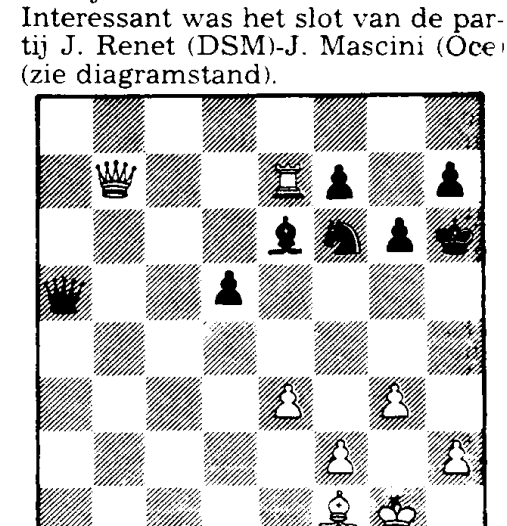 Interessant was het slot van de par-
tij J. Renet (DSM)-J. Mascini (Oce)
(zie diagramstand).